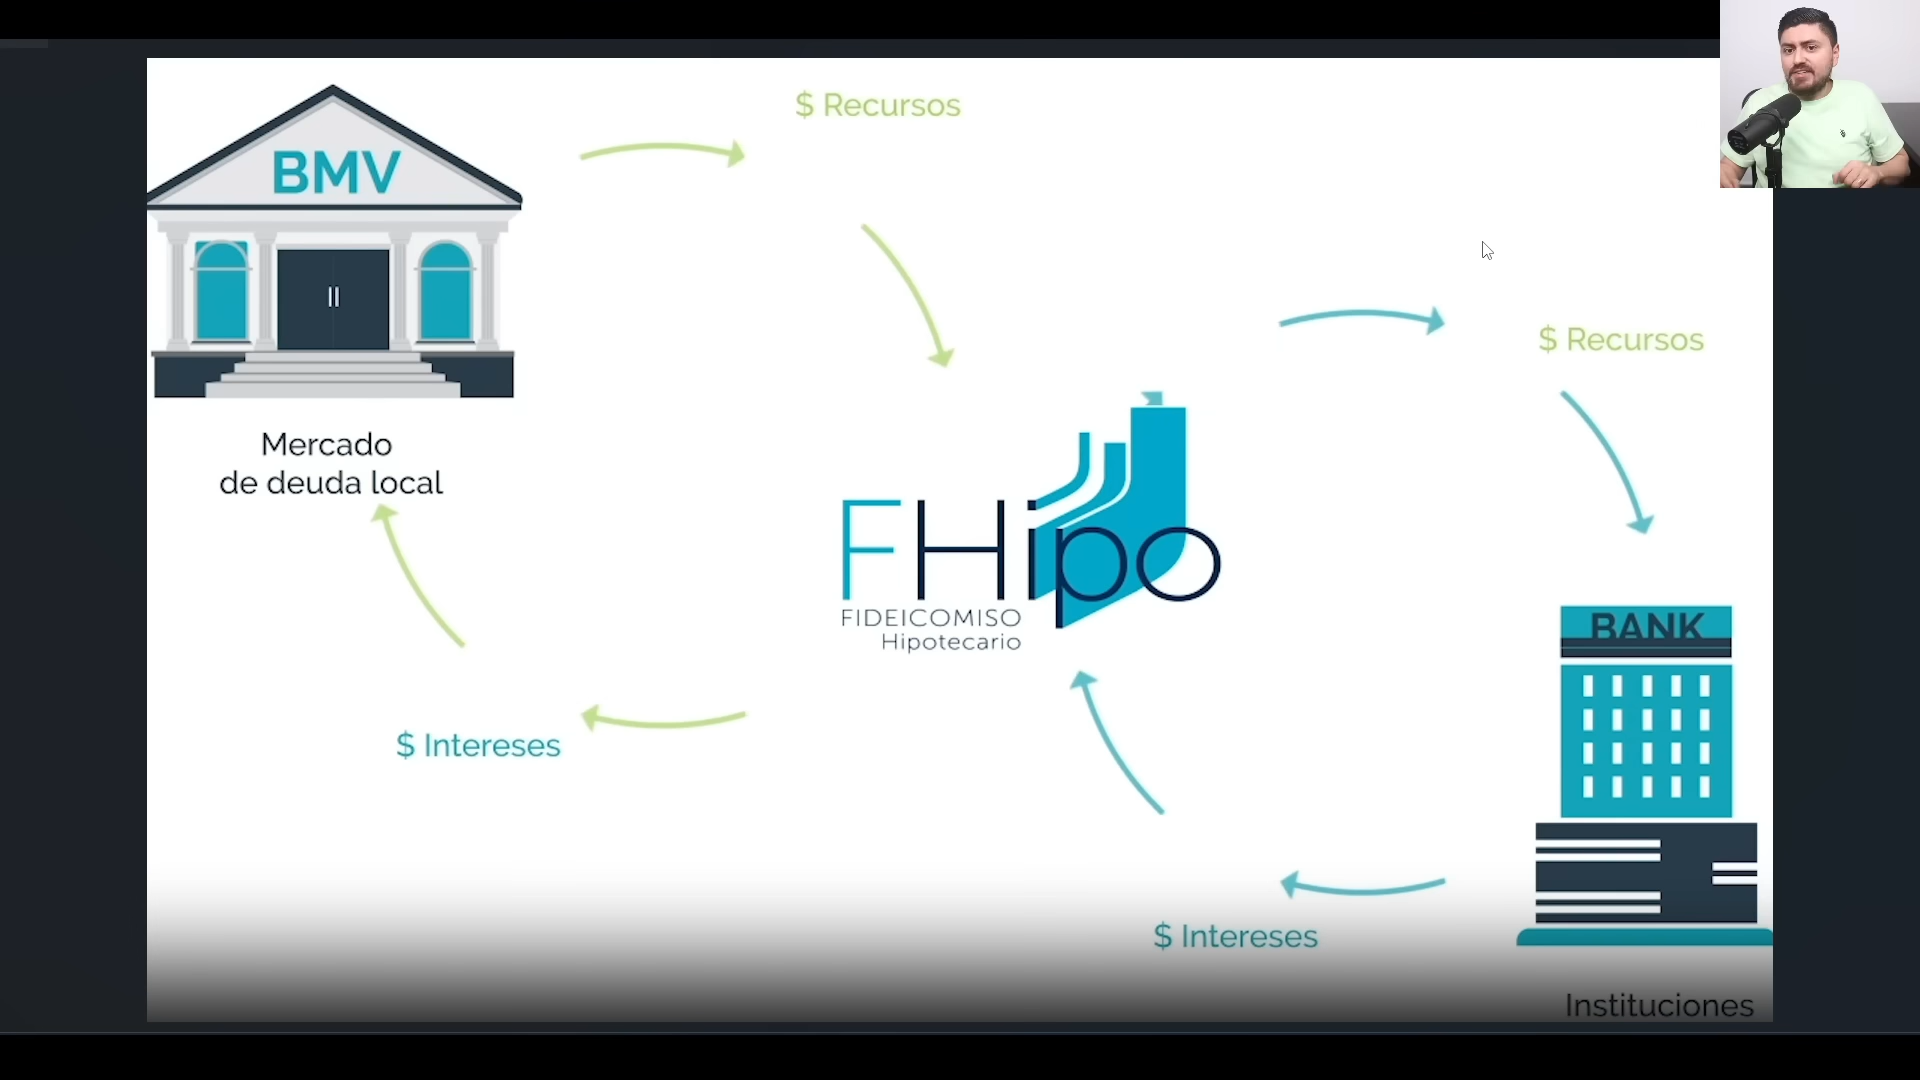 BMV
$ Recursos
$ Recursos
Mercado
de deuda local
FHipo
FIDEICOMISO
Hipotecario
BANK
$ Intereses
$ Intereses
Instituciones